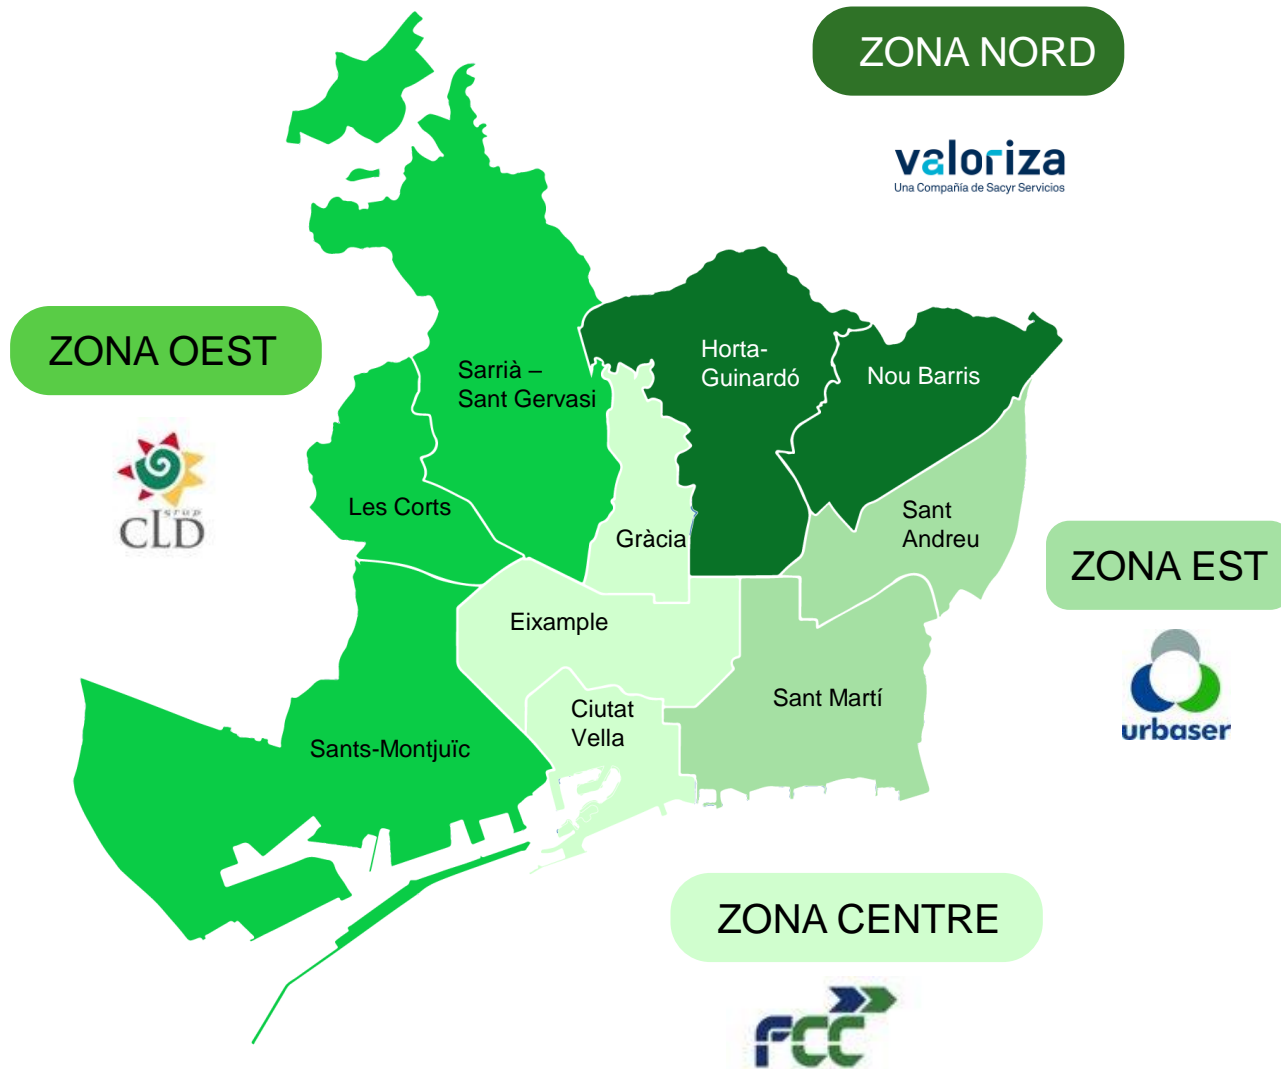 ZONA NORD
valoriza
Una Compañía de Sacyr Servicios
ZONA OEST
grup
CLD
Sarrià –
Sant Gervasi
Horta-
Guinardó
Nou Barris
Les Corts
Gràcia
Sant
Andreu
ZONA EST
urbaser
Eixample
Ciutat
Vella
Sant Martí
Sants-Montjuïc
ZONA CENTRE
FCC